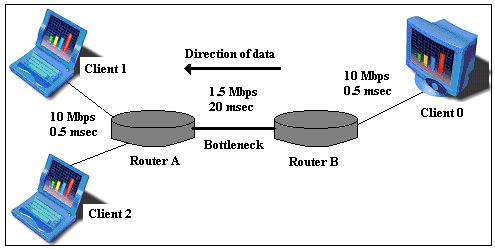 Client 1
Direction of data
1.5 Mbps
20 msec
10 Mbps
0.5 msec
Client 0
10 Mbps
0.5 msec
Router A
Bottleneck
Router B
Client 2